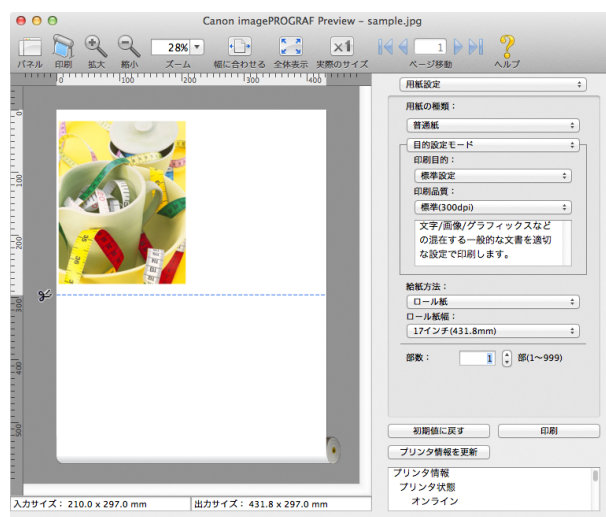 Canon imagePROGRAF Preview – sample.jpg
28%
×1
1
パネル 印刷 拡大 縮小 ズーム 幅に合わせる 全体表示 実際のサイズ ページ移動 ヘルプ
0 100 200 300 400
用紙設定
用紙の種類：
普通紙
目的設定モード
印刷目的：
標準設定
印刷品質：
標準(300dpi)
文字/画像/グラフィックスなど
の混在する一般的な文書を適切
な設定で印刷します。
給紙方法：
ロール紙
ロール紙幅：
17インチ(431.8mm)
部数： 1 部(1〜999)
0
100
200
300
400
500
初期値に戻す 印刷
プリンタ情報を更新
プリンタ情報
プリンタ状態
オンライン
入力サイズ： 210.0 x 297.0 mm 出力サイズ： 431.8 x 297.0 mm